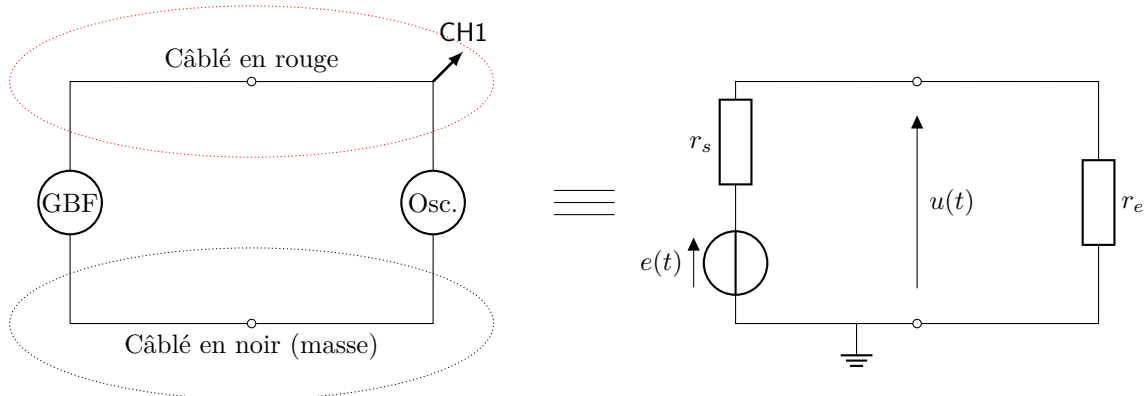 CH1
Câblé en rouge
GBF
Osc.
Câblé en noir (masse)
r_s
e(t)
u(t)
r_e